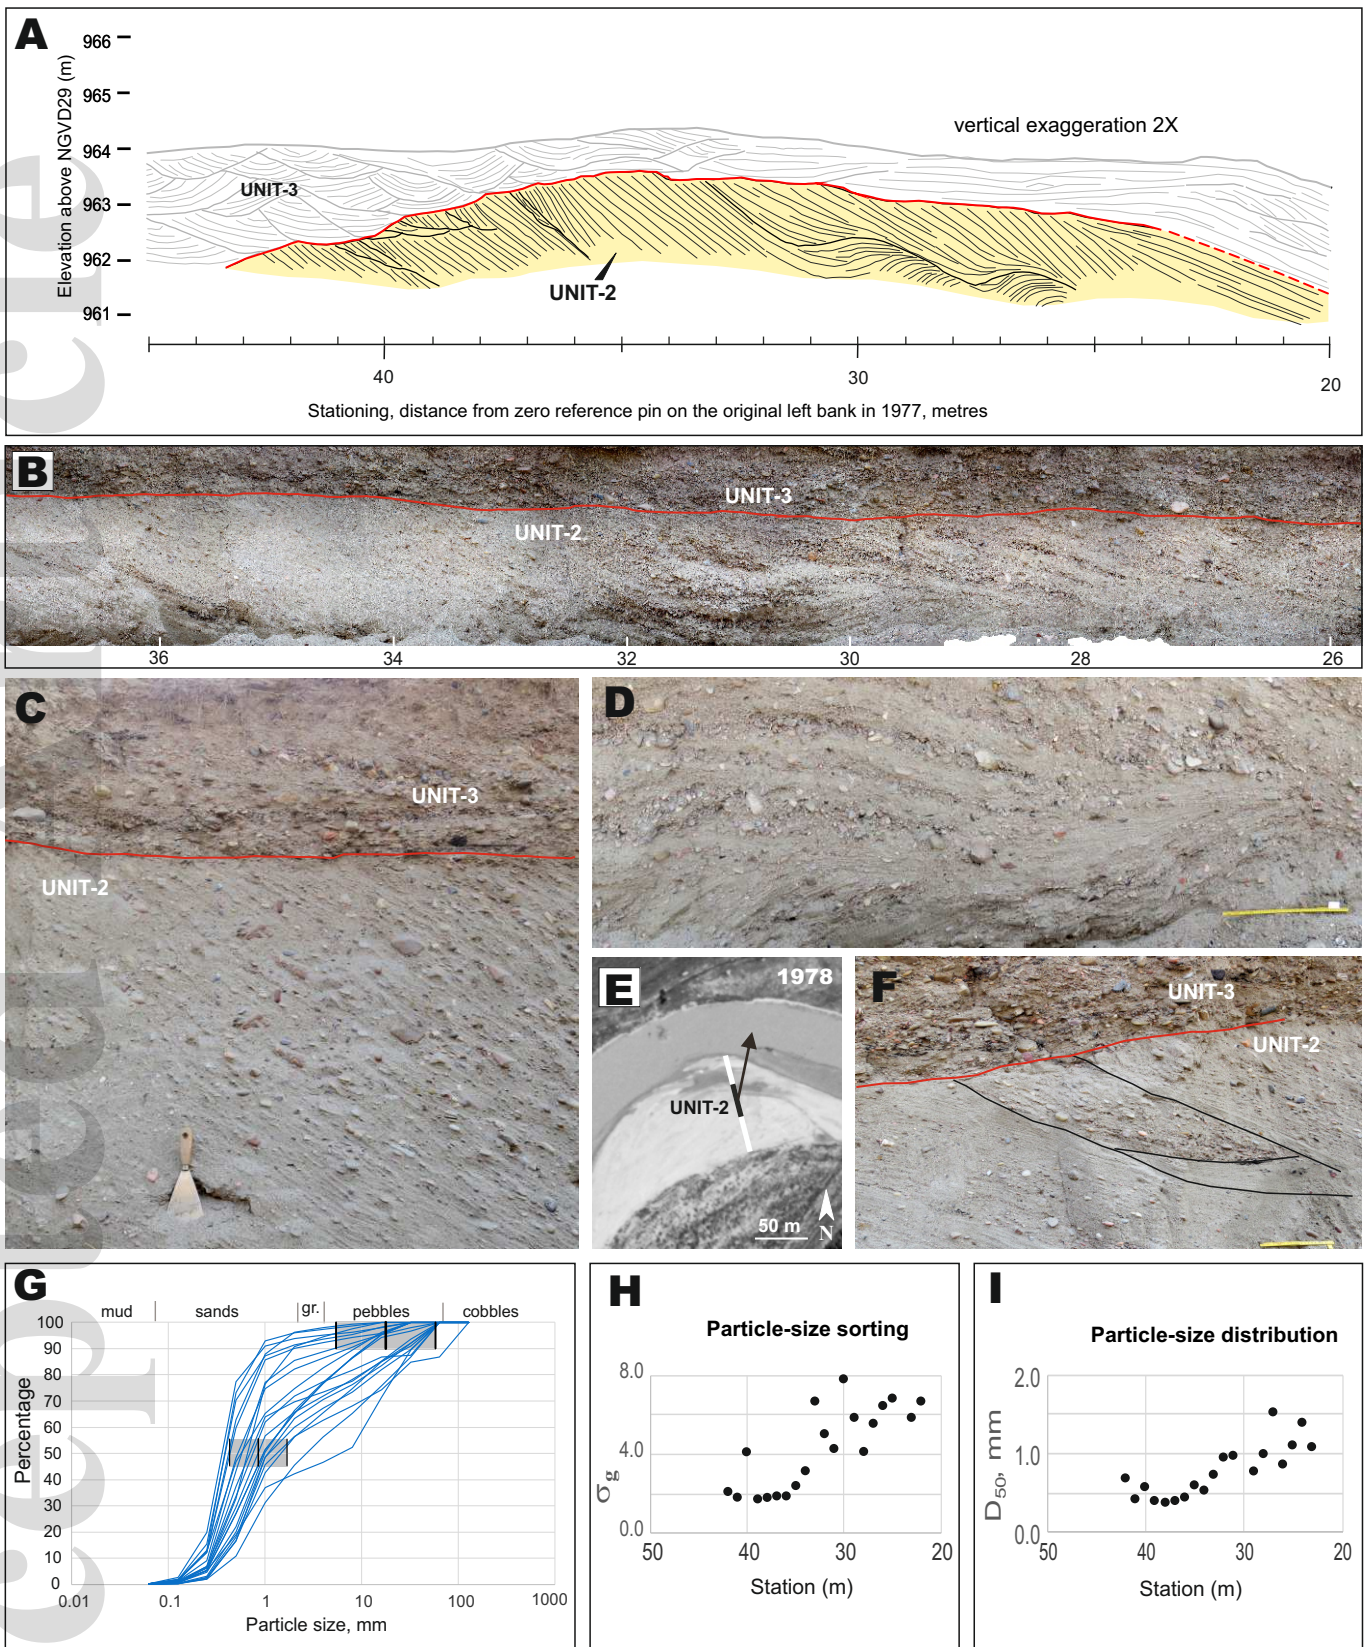 A
966
965
964
963
962
961
Elevation above NGVD29 (m)
vertical exaggeration 2X
UNIT-3
UNIT-2
40
30
20
Stationing, distance from zero reference pin on the original left bank in 1977, metres
B
UNIT-3
UNIT-2
36
34
32
30
28
26
C
UNIT-3
UNIT-2
D
E
1978
UNIT-2
50 m
N
F
UNIT-3
UNIT-2
G
mud
sands
gr.
pebbles
cobbles
100
90
80
70
60
50
40
30
20
10
0
Percentage
0.01
0.1
1
10
100
1000
Particle size, mm
H
Particle-size sorting
8.0
4.0
0.0
σg
50
40
30
20
Station (m)
I
Particle-size distribution
2.0
1.0
0.0
D50, mm
50
40
30
20
Station (m)